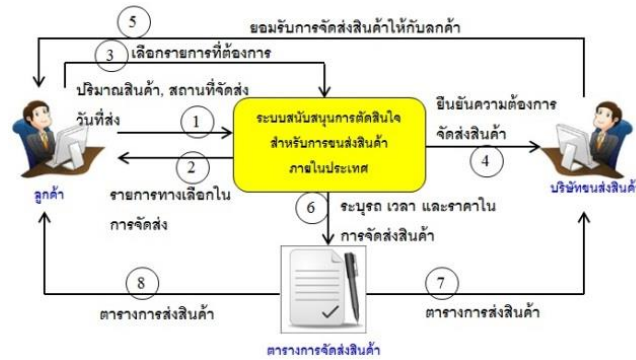 5
ยอมรับการจัดส่งสินค้าให้กับลูกค้า
3
เลือกรายการที่ต้องการ
ปริมาณสินค้า, สถานที่จัดส่ง
วันที่ส่ง
1
ระบบสนับสนุนการตัดสินใจ
สำหรับการขนส่งสินค้า
ภายในประเทศ
ยืนยันความต้องการ
จัดส่งสินค้า
4
2
ลูกค้า
บริษัทขนส่งสินค้า
รายการทางเลือกใน
การจัดส่ง
6
ระบุรถ เวลา และราคาใน
การจัดส่งสินค้า
8
7
ตารางการส่งสินค้า
ตารางการส่งสินค้า
ตารางการจัดส่งสินค้า